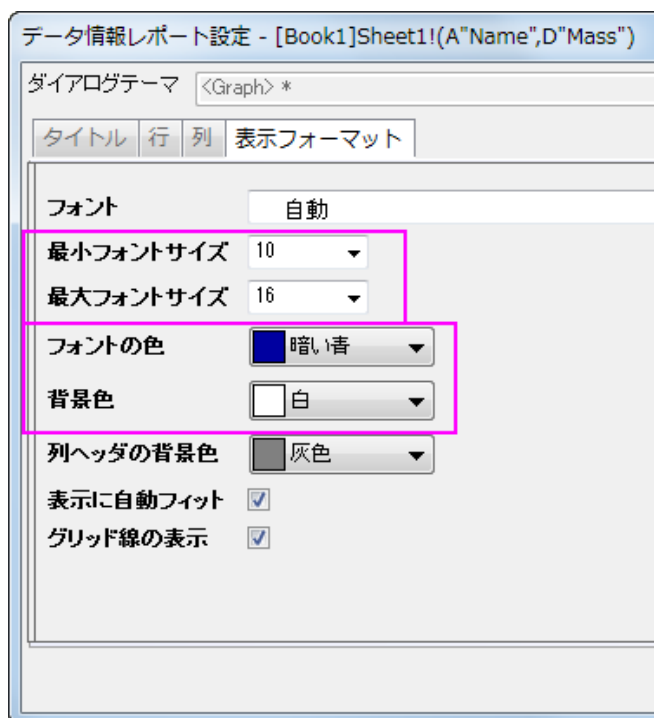 データ情報レポート設定 - [Book1]Sheet1!(A"Name",D"Mass")
ダイアログテーマ <Graph> *
タイトル 行 列 表示フォーマット
フォント 自動
最小フォントサイズ 10
最大フォントサイズ 16
フォントの色 暗い青
背景色 白
列ヘッダの背景色 灰色
表示に自動フィット
グリッド線の表示